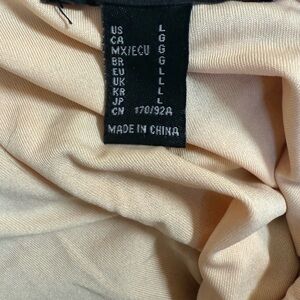 US L
CA G
MX/ECU G
BR G
EU L
UK L
KR L
JP L
CN 170/92A
MADE IN CHINA